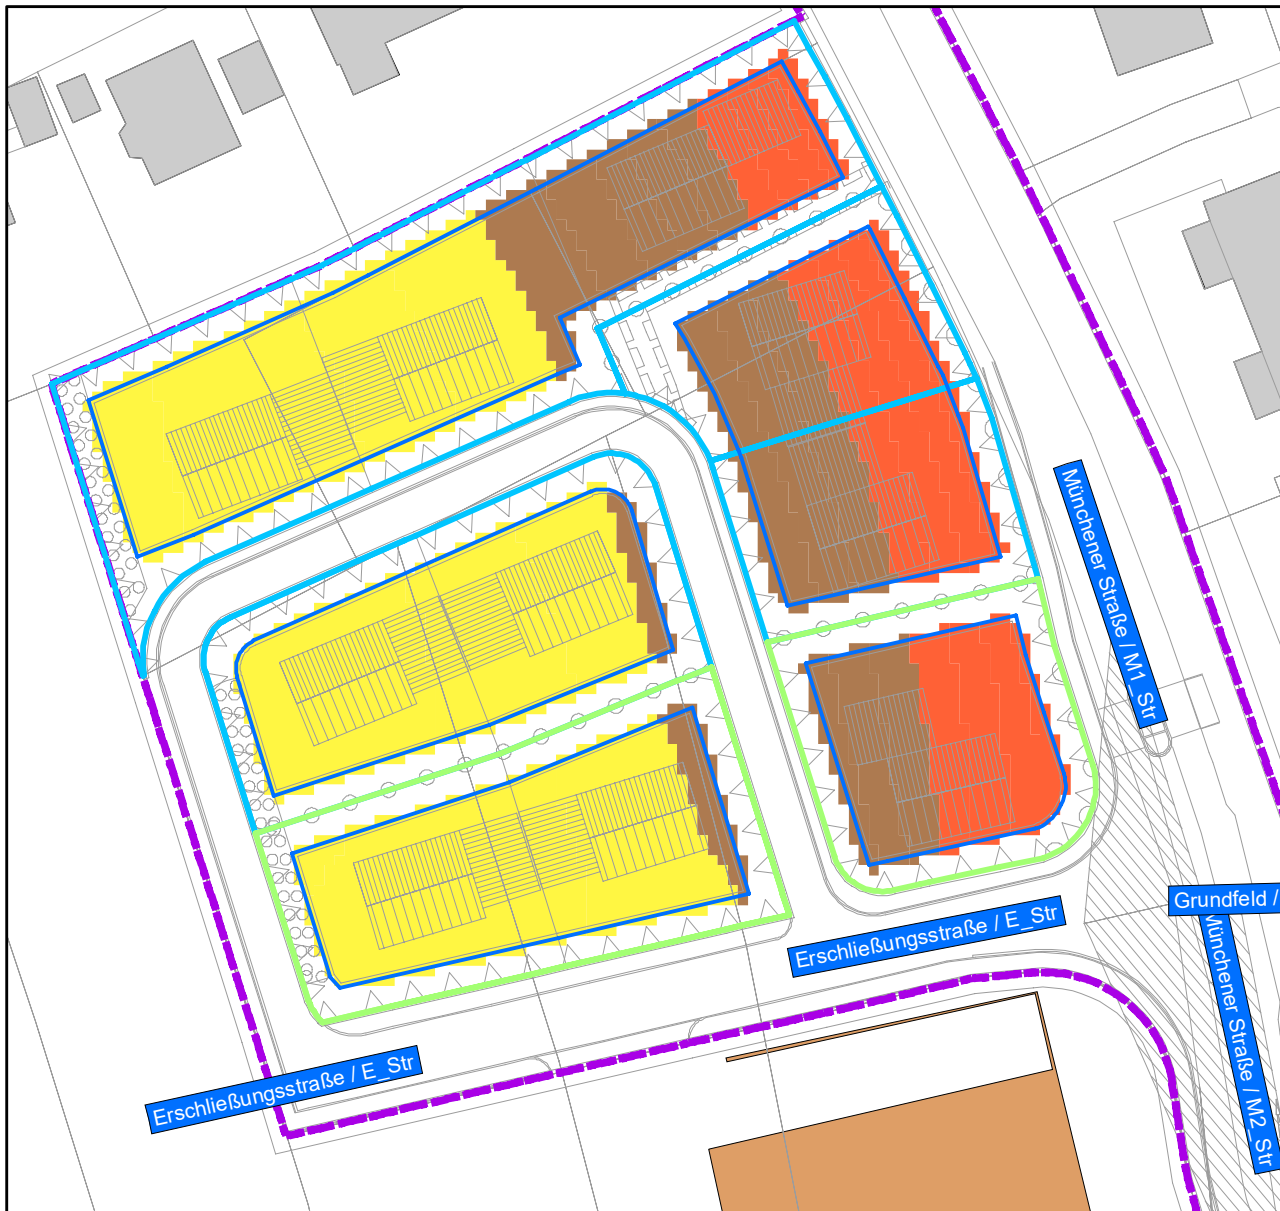 Münchener Straße / M1_Str
Grundfeld /
Erschließungsstraße / E_Str
Münchener Straße / M2_Str
Erschließungsstraße / E_Str